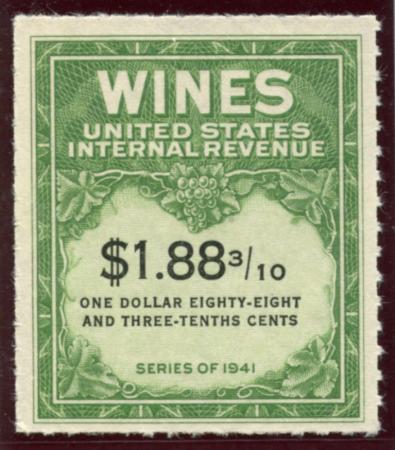 WINES
UNITED STATES
INTERNAL REVENUE
$1.88 3/10
ONE DOLLAR EIGHTY-EIGHT
AND THREE-TENTHS CENTS
SERIES OF 1941